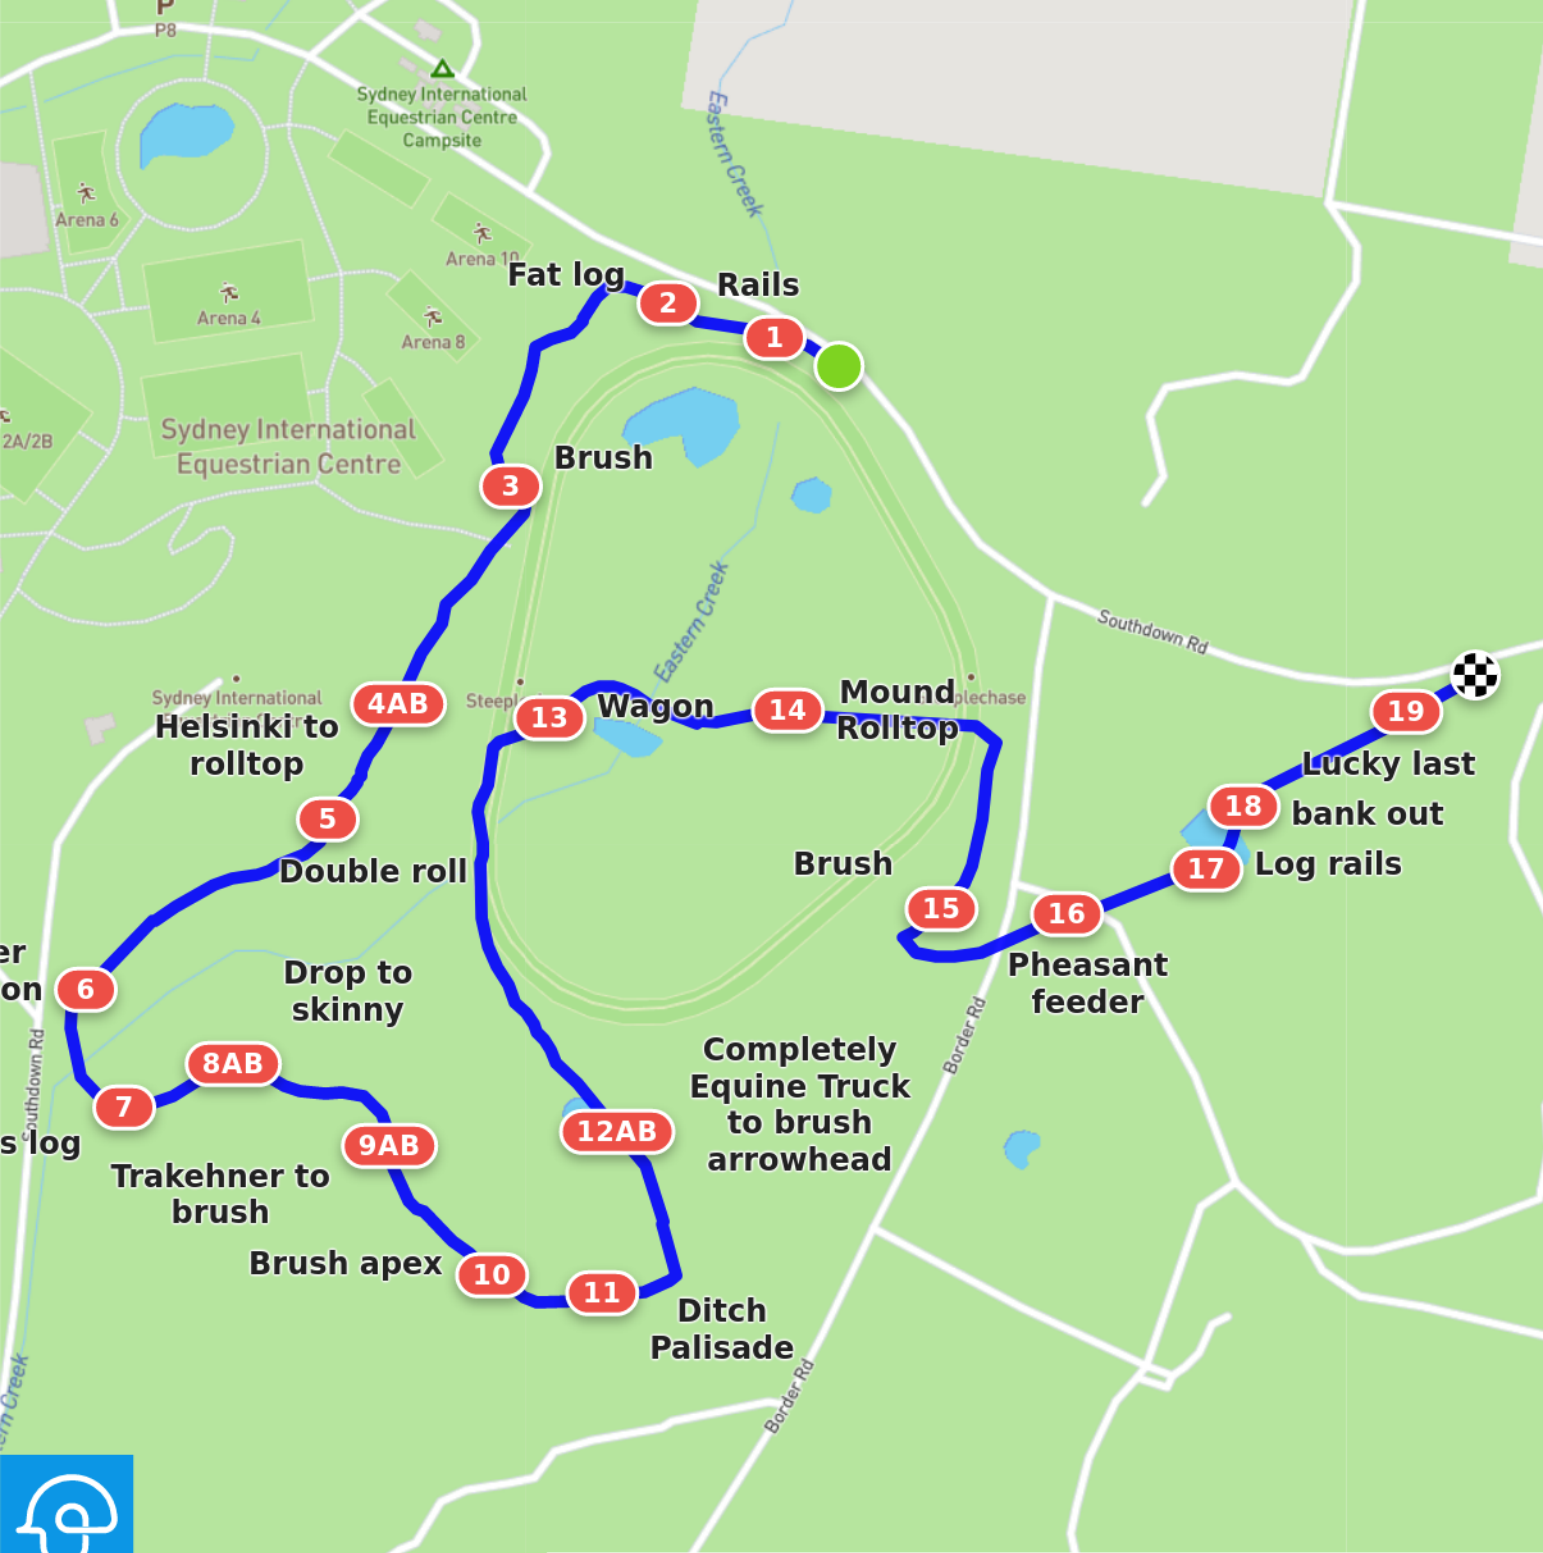 P
P8
Sydney International
Equestrian Centre
Campsite
Eastern Creek
Arena 6
Arena 10
Fat log
2
Rails
1
Arena 4
Arena 8
2A/2B
Sydney International
Equestrian Centre
Brush
3
Eastern Creek
Southdown Rd
Sydney International
4AB
Helsinki to
rolltop
13
Wagon
14
Mound
Rolltop
plechase
19
Lucky last
5
18
bank out
Double roll
Brush
17
Log rails
15
16
er
on
6
Drop to
skinny
Pheasant
feeder
Southdown Rd
Border Rd
8AB
7
Completely
Equine Truck
to brush
arrowhead
s log
9AB
12AB
Trakehner to
brush
Brush apex
10
11
Ditch
Palisade
Border Rd
ern Creek